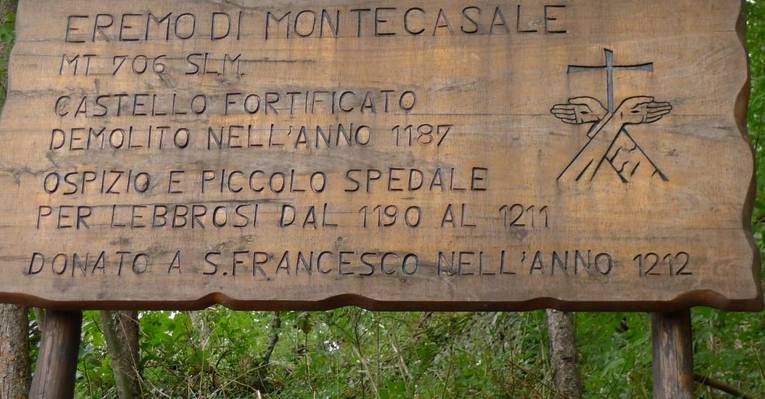 EREMO DI MONTECASALE
MT 706 SLM.
CASTELLO FORTIFICATO
DEMOLITO NELL'ANNO 1187
OSPIZIO E PICCOLO SPEDALE
PER LEBBROSI DAL 1190 AL 1211
DONATO A S.FRANCESCO NELL'ANNO 1212